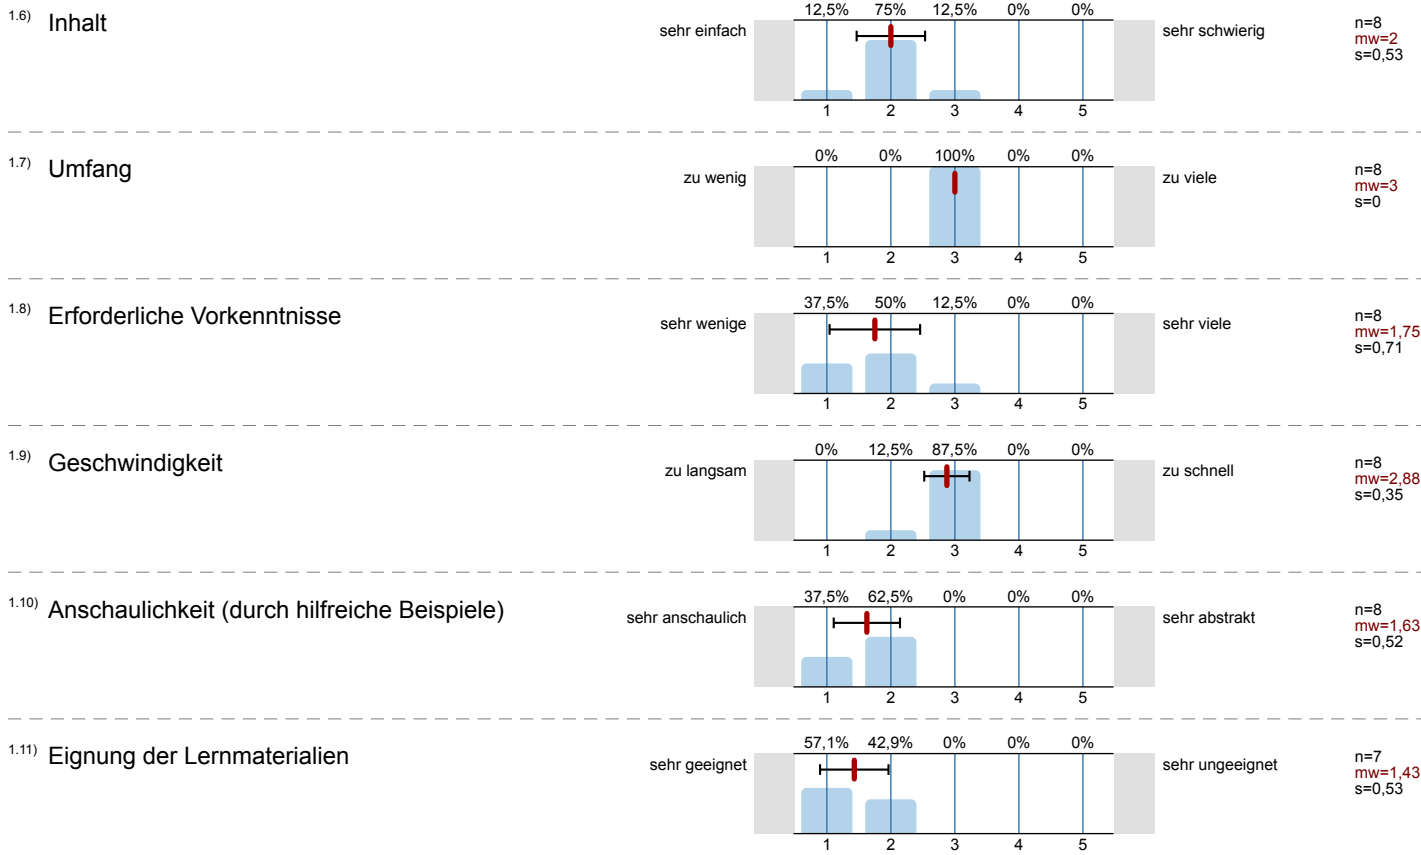 12,5% 75% 12,5% 0% 0%
1.6) Inhalt
sehr einfach
sehr schwierig
n=8
mw=2
s=0,53
1 2 3 4 5
0% 0% 100% 0% 0%
1.7) Umfang
zu wenig
zu viele
n=8
mw=3
s=0
1 2 3 4 5
37,5% 50% 12,5% 0% 0%
1.8) Erforderliche Vorkenntnisse
sehr wenige
sehr viele
n=8
mw=1,75
s=0,71
1 2 3 4 5
0% 12,5% 87,5% 0% 0%
1.9) Geschwindigkeit
zu langsam
zu schnell
n=8
mw=2,88
s=0,35
1 2 3 4 5
37,5% 62,5% 0% 0% 0%
1.10) Anschaulichkeit (durch hilfreiche Beispiele)
sehr anschaulich
sehr abstrakt
n=8
mw=1,63
s=0,52
1 2 3 4 5
57,1% 42,9% 0% 0% 0%
1.11) Eignung der Lernmaterialien
sehr geeignet
sehr ungeeignet
n=7
mw=1,43
s=0,53
1 2 3 4 5